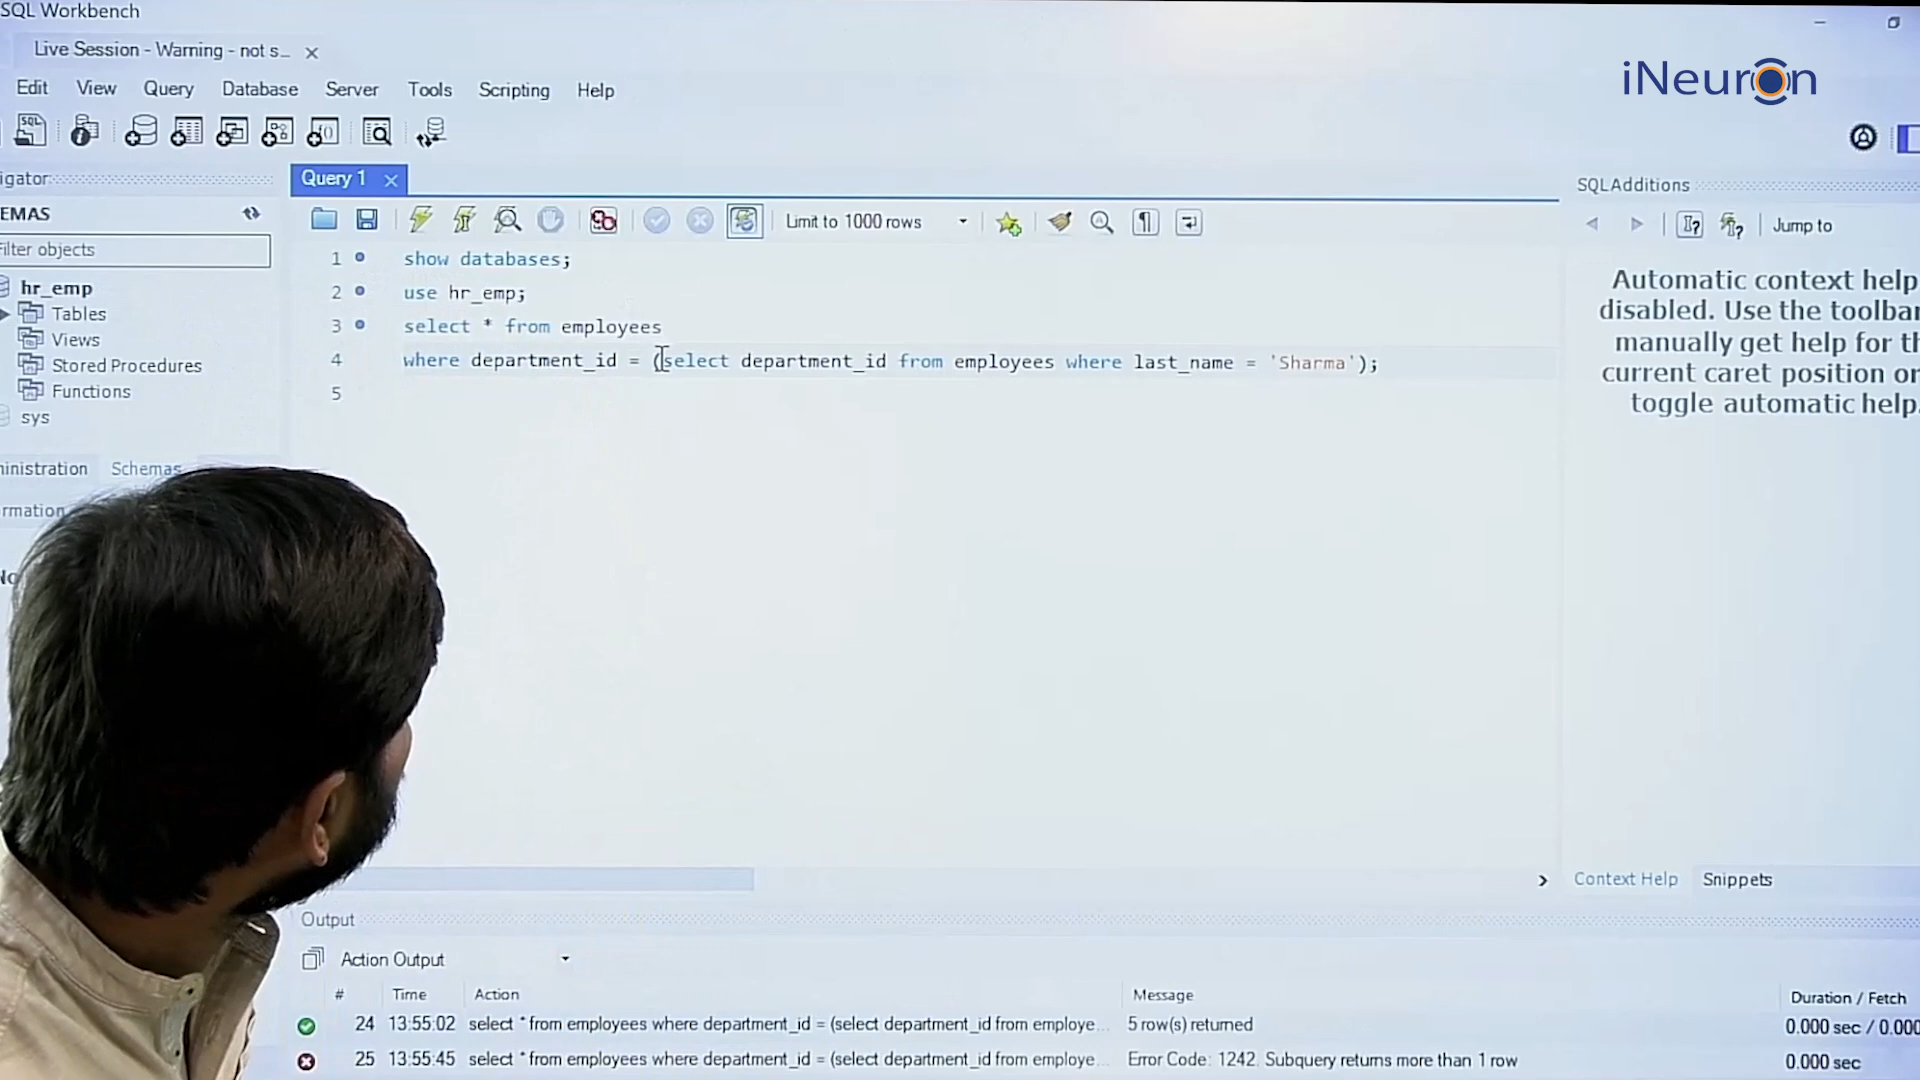 SQL Workbench
Live Session - Warning - not s...
iNeuron
Edit View Query Database Server Tools Scripting Help
SQL
igator
Query 1
SQLAdditions
EMAS
Limit to 1000 rows
Jump to
Filter objects
1 show databases;
2 use hr_emp;
3 select * from employees
4 where department_id = (select department_id from employees where last_name = 'Sharma');
5
hr_emp
Tables
Views
Stored Procedures
Functions
sys
Automatic context help
disabled. Use the toolbar
manually get help for th
current caret position or
toggle automatic help.
ninistration Schemas
rmation
No
Context Help Snippets
Output
Action Output
# Time Action Message Duration / Fetch
24 13:55:02 select * from employees where department_id = (select department_id from employe... 5 row(s) returned 0.000 sec / 0.000
25 13:55:45 select * from employees where department_id = (select department_id from employe... Error Code: 1242. Subquery returns more than 1 row 0.000 sec